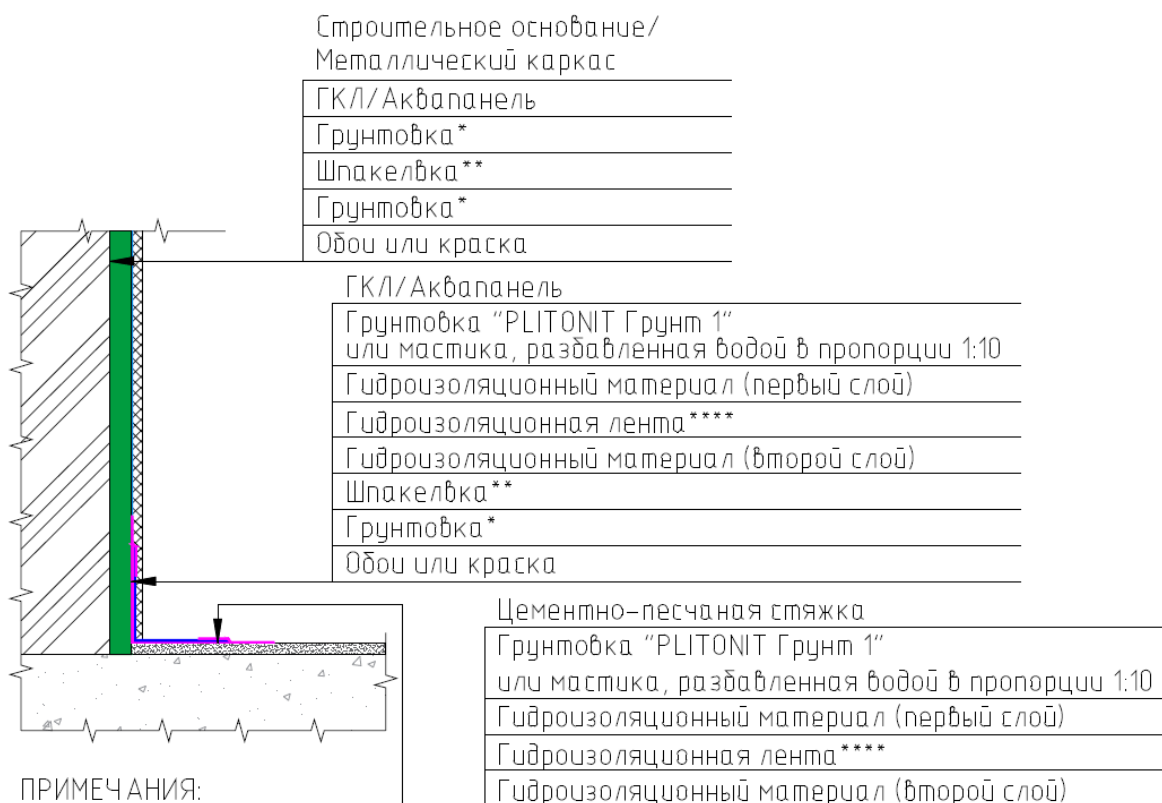 Строительное основание/
Металлический каркас
ГКЛ/Аквапанель
Грунтовка*
Шпакелвка**
Грунтовка*
Обои или краска
ГКЛ/Аквапанель
Грунтовка “PLITONIT Грунт 1”
или мастика, разбавленная водой в пропорции 1:10
Гидроизоляционный материал (первый слой)
Гидроизоляционная лента****
Гидроизоляционный материал (второй слой)
Шпакелвка**
Грунтовка*
Обои или краска
Цементно-песчаная стяжка
Грунтовка “PLITONIT Грунт 1”
или мастика, разбавленная водой в пропорции 1:10
Гидроизоляционный материал (первый слой)
Гидроизоляционная лента****
Гидроизоляционный материал (второй слой)
ПРИМЕЧАНИЯ: